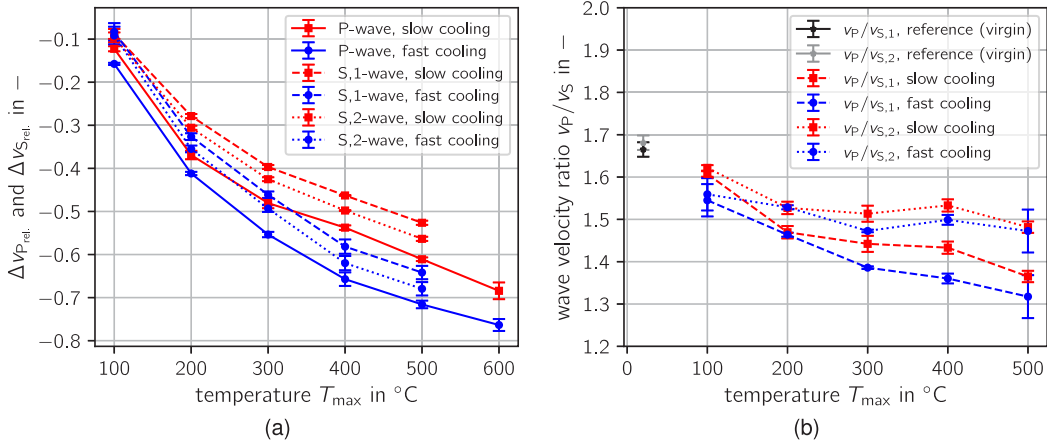 −0.1
−0.2
−0.3
−0.4
−0.5
−0.6
−0.7
−0.8
Δv_P_rel. and Δv_S_rel. in −
P-wave, slow cooling
P-wave, fast cooling
S,1-wave, slow cooling
S,1-wave, fast cooling
S,2-wave, slow cooling
S,2-wave, fast cooling
100 200 300 400 500 600
temperature T_max in °C
(a)
2.0
1.9
1.8
1.7
1.6
1.5
1.4
1.3
1.2
wave velocity ratio v_P/v_S in −
v_P/v_S,1, reference (virgin)
v_P/v_S,2, reference (virgin)
v_P/v_S,1, slow cooling
v_P/v_S,1, fast cooling
v_P/v_S,2, slow cooling
v_P/v_S,2, fast cooling
0 100 200 300 400 500
temperature T_max in °C
(b)